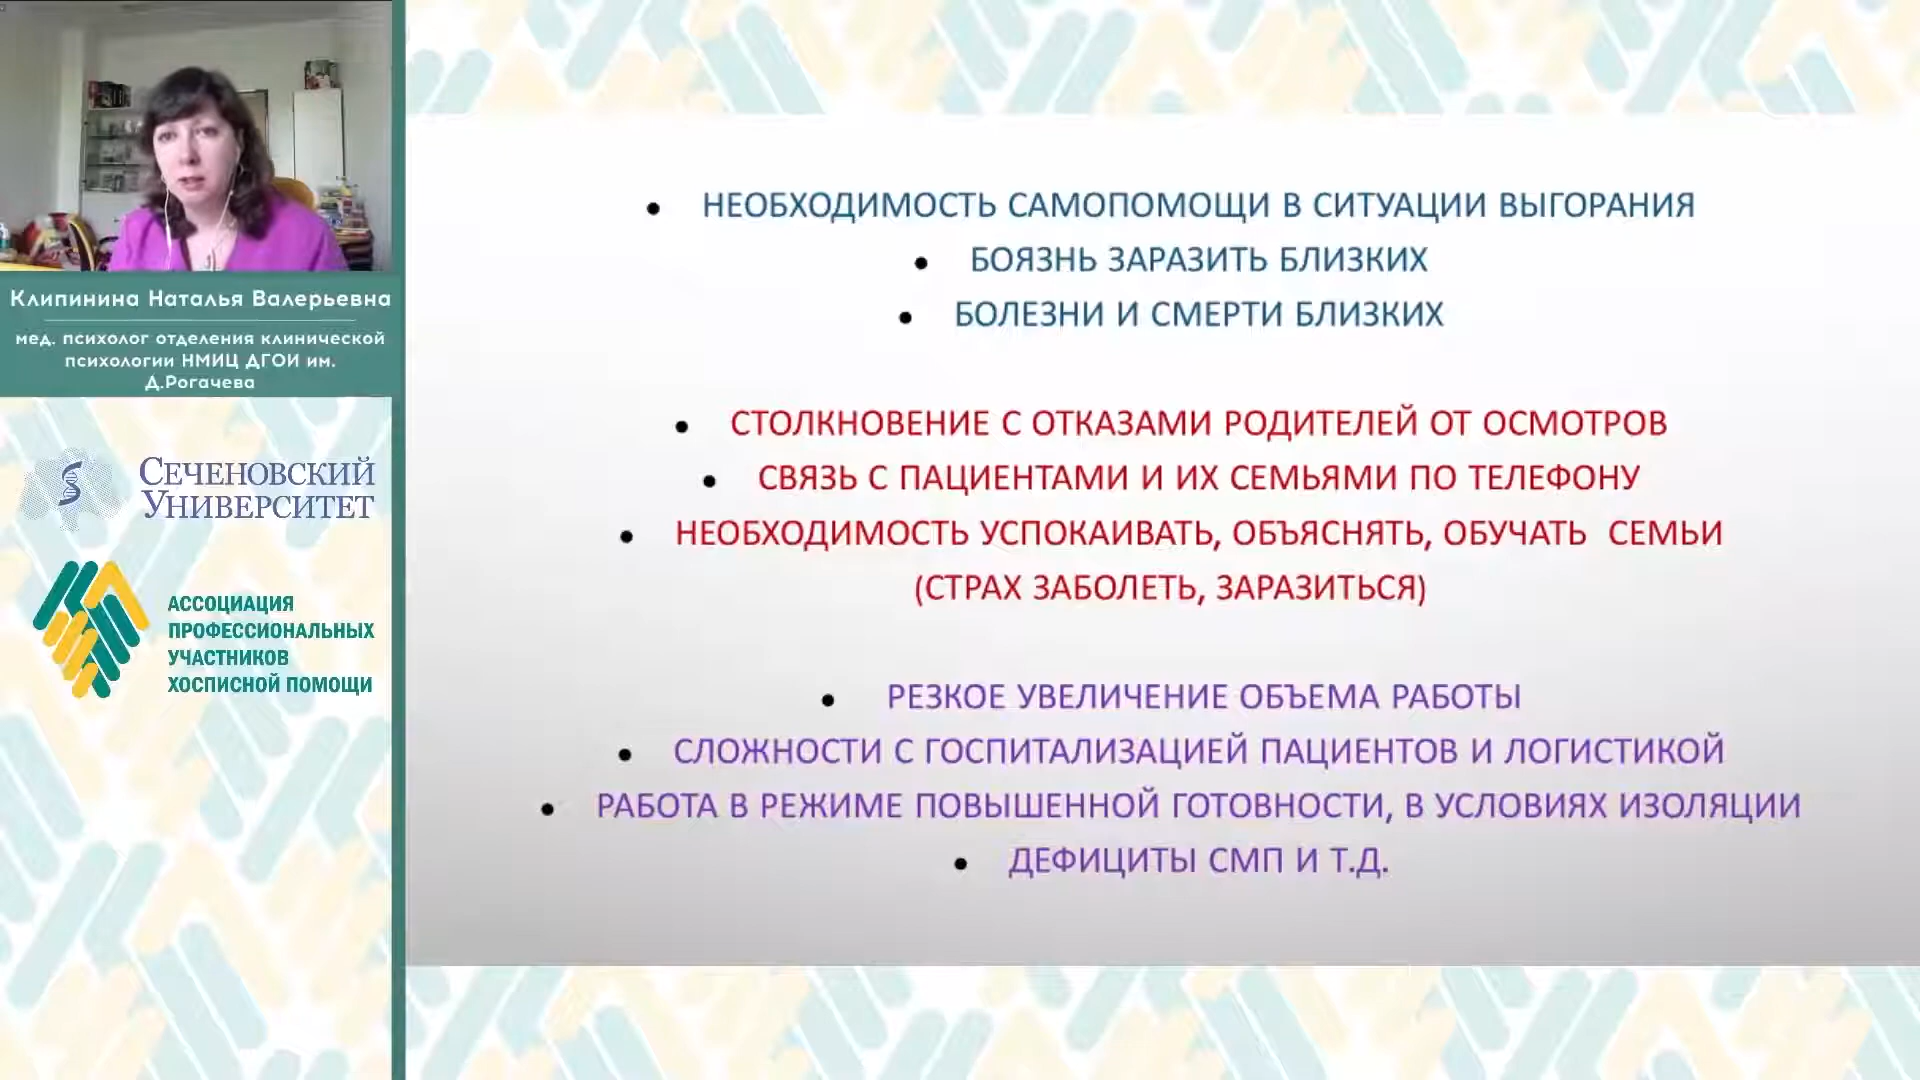 Клипинина Наталья Валерьевна
мед. психолог отделения клинической
психологии НМИЦ ДГОИ им.
Д.Рогачева
СЕЧЕНОВСКИЙ
УНИВЕРСИТЕТ
АССОЦИАЦИЯ
ПРОФЕССИОНАЛЬНЫХ
УЧАСТНИКОВ
ХОСПИСНОЙ ПОМОЩИ
• НЕОБХОДИМОСТЬ САМОПОМОЩИ В СИТУАЦИИ ВЫГОРАНИЯ
• БОЯЗНЬ ЗАРАЗИТЬ БЛИЗКИХ
• БОЛЕЗНИ И СМЕРТИ БЛИЗКИХ
• СТОЛКНОВЕНИЕ С ОТКАЗАМИ РОДИТЕЛЕЙ ОТ ОСМОТРОВ
• СВЯЗЬ С ПАЦИЕНТАМИ И ИХ СЕМЬЯМИ ПО ТЕЛЕФОНУ
• НЕОБХОДИМОСТЬ УСПОКАИВАТЬ, ОБЪЯСНЯТЬ, ОБУЧАТЬ СЕМЬИ
(СТРАХ ЗАБОЛЕТЬ, ЗАРАЗИТЬСЯ)
• РЕЗКОЕ УВЕЛИЧЕНИЕ ОБЪЕМА РАБОТЫ
• СЛОЖНОСТИ С ГОСПИТАЛИЗАЦИЕЙ ПАЦИЕНТОВ И ЛОГИСТИКОЙ
• РАБОТА В РЕЖИМЕ ПОВЫШЕННОЙ ГОТОВНОСТИ, В УСЛОВИЯХ ИЗОЛЯЦИИ
• ДЕФИЦИТЫ СМП И Т.Д.